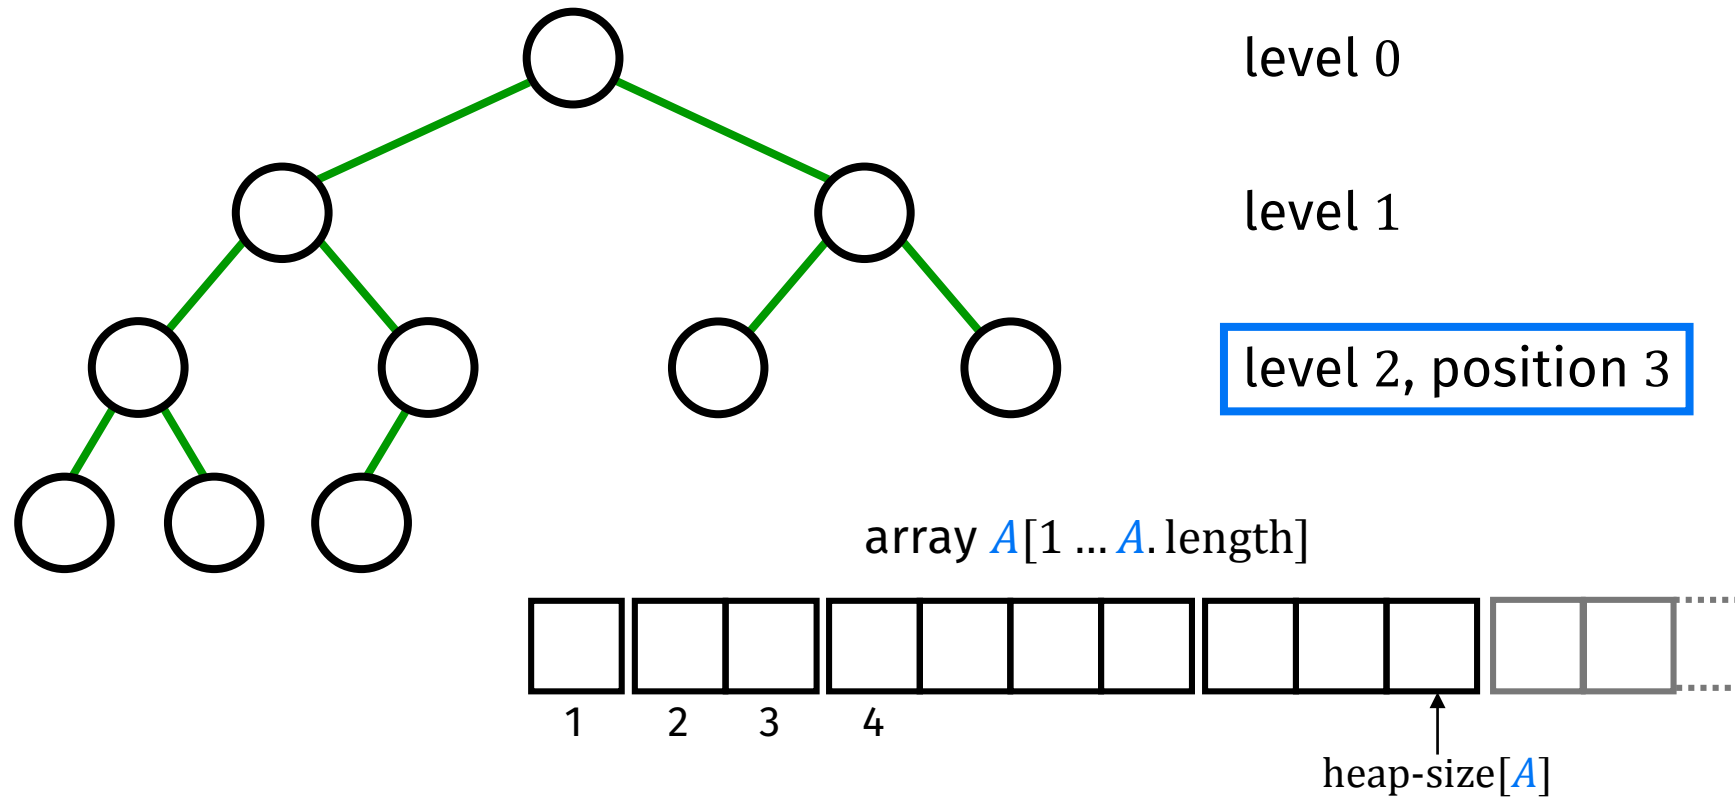 level 0
level 1
level 2, position 3
array A[1 … A. length]
1 2 3 4
heap-size[A]